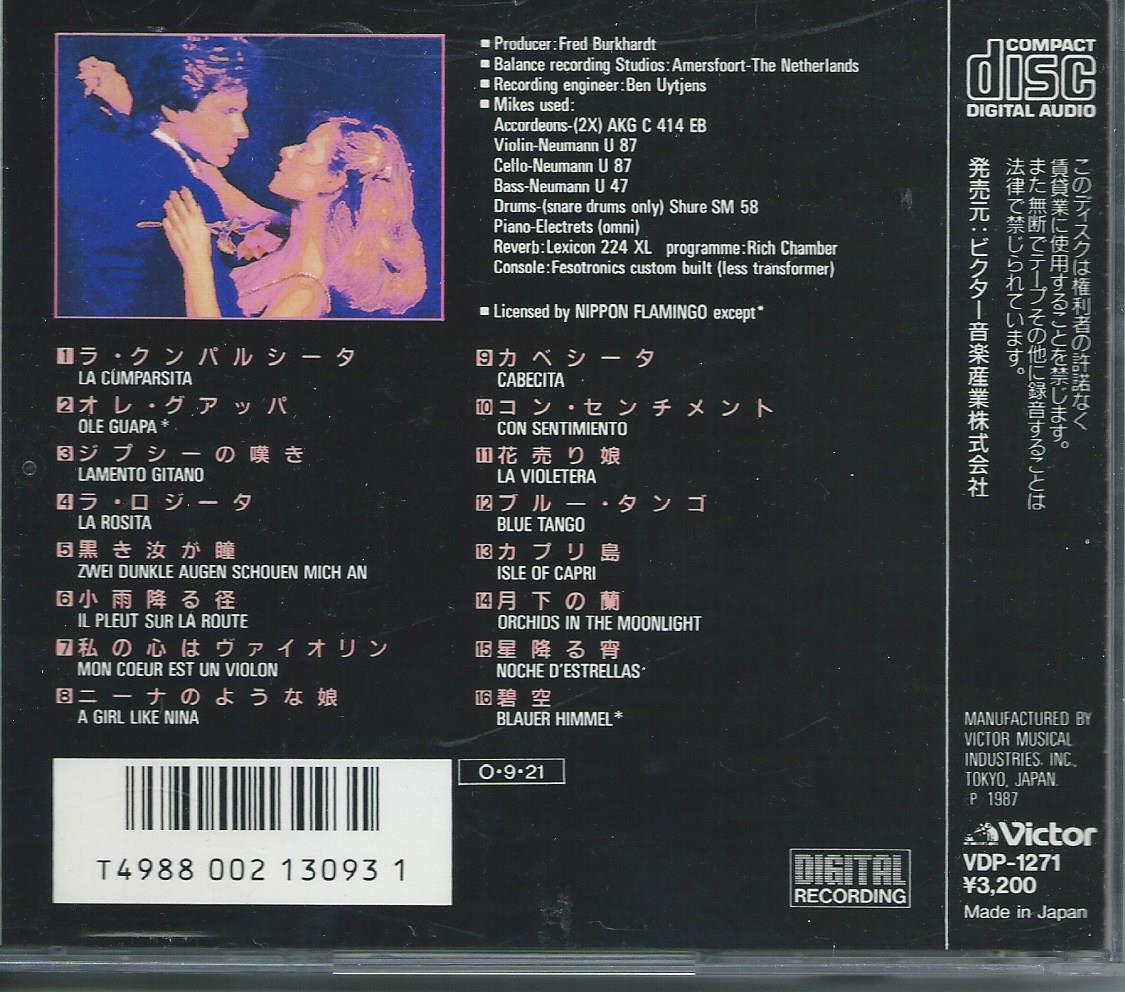 ■ Producer:Fred Burkhardt
■ Balance recording Studios:Amersfoort-The Netherlands
■ Recording engineer:Ben Uytjens
■ Mikes used:
Accordeons-(2X) AKG C 414 EB
Violin-Neumann U 87
Cello-Neumann U 87
Bass-Neumann U 47
Drums-(snare drums only) Shure SM 58
Piano-Electrets (omni)
Reverb:Lexicon 224 XL programme:Rich Chamber
Console:Fesotronics custom built (less transformer)
■ Licensed by NIPPON FLAMINGO except*
1 ラ・クンパルシータ
LA CÚMPARSITA
2 オレ・グアッパ
OLE GUAPA*
3 ジプシーの嘆き
LAMENTO GITANO
4 ラ・ロジータ
LA ROSITA
5 黒き汝が瞳
ZWEI DUNKLE AUGEN SCHOUEN MICH AN
6 小雨降る径
IL PLEUT SUR LA ROUTE
7 私の心はヴァイオリン
MON COEUR EST UN VIOLON
8 ニーナのような娘
A GIRL LIKE NINA
9 カベシータ
CABECITA
10 コン・センチメント
CON SENTIMIENTO
11 花売り娘
LA VIOLETERA
12 ブルー・タンゴ
BLUE TANGO
13 カプリ島
ISLE OF CAPRI
14 月下の蘭
ORCHIDS IN THE MOONLIGHT
15 星降る宵
NOCHE D'ESTRELLAS*
16 碧空
BLAUER HIMMEL*
T4988 002 13093 1
O・9・21
DIGITAL
RECORDING
COMPACT
disc
DIGITAL AUDIO
このディスクは権利者の許諾なく
賃貸業に使用することを禁じます。
また無断でテープその他に録音することは
法律で禁じられています。
発売元:ビクター音楽産業株式会社
MANUFACTURED BY
VICTOR MUSICAL
INDUSTRIES, INC.,
TOKYO, JAPAN.
℗ 1987
Victor
VDP-1271
¥3,200
Made in Japan